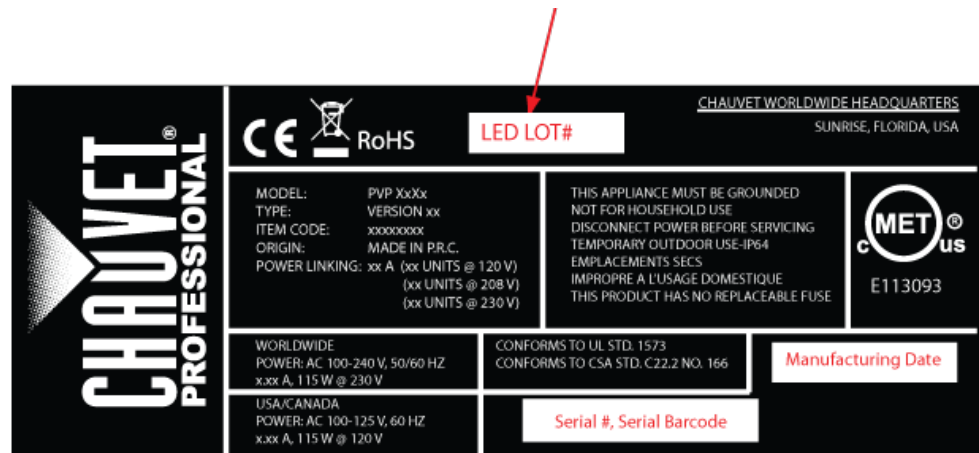 CHAUVET®
PROFESSIONAL
CE RoHS
LED LOT#
CHAUVET WORLDWIDE HEADQUARTERS
SUNRISE, FLORIDA, USA
MODEL: PVP XxXx
TYPE: VERSION xx
ITEM CODE: xxxxxxxx
ORIGIN: MADE IN P.R.C.
POWER LINKING: xx A (xx UNITS @ 120 V)
(xx UNITS @ 208 V)
(xx UNITS @ 230 V)
THIS APPLIANCE MUST BE GROUNDED
NOT FOR HOUSEHOLD USE
DISCONNECT POWER BEFORE SERVICING
TEMPORARY OUTDOOR USE-IP64
EMPLACEMENTS SECS
IMPROPRE A L'USAGE DOMESTIQUE
THIS PRODUCT HAS NO REPLACEABLE FUSE
c MET us ®
E113093
WORLDWIDE
POWER: AC 100-240 V, 50/60 HZ
x.xx A, 115 W @ 230 V
CONFORMS TO UL STD. 1573
CONFORMS TO CSA STD. C22.2 NO. 166
Manufacturing Date
USA/CANADA
POWER: AC 100-125 V, 60 HZ
x.xx A, 115 W @ 120 V
Serial #, Serial Barcode